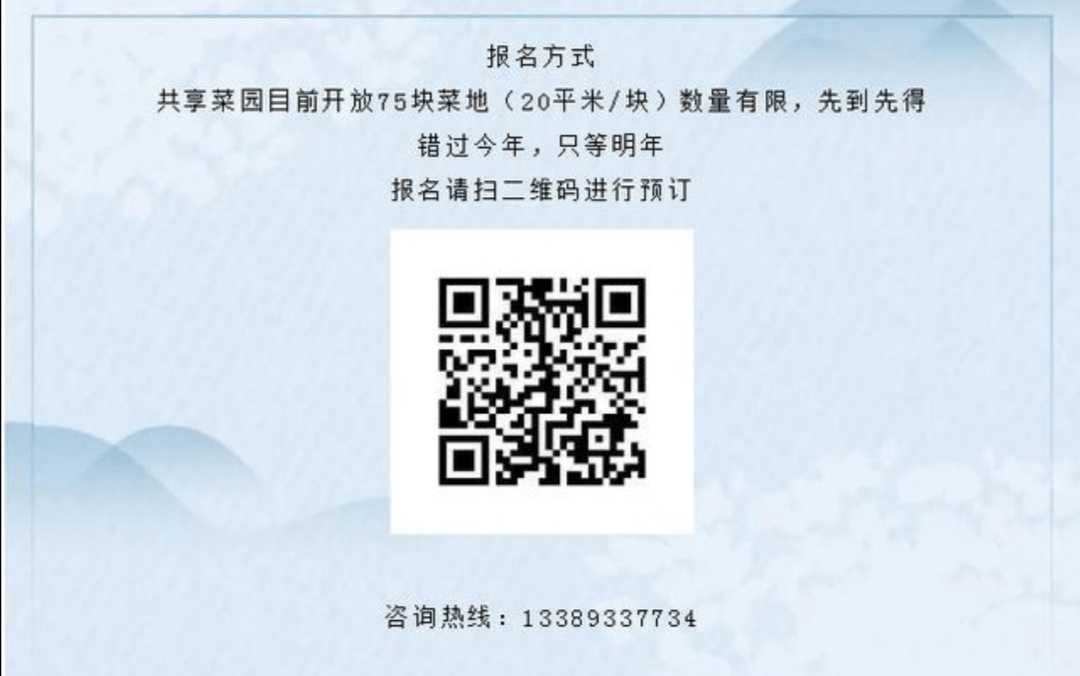 报名方式
共享菜园目前开放75块菜地（20平米/块）数量有限，先到先得
错过今年，只等明年
报名请扫二维码进行预订
咨询热线：13389337734